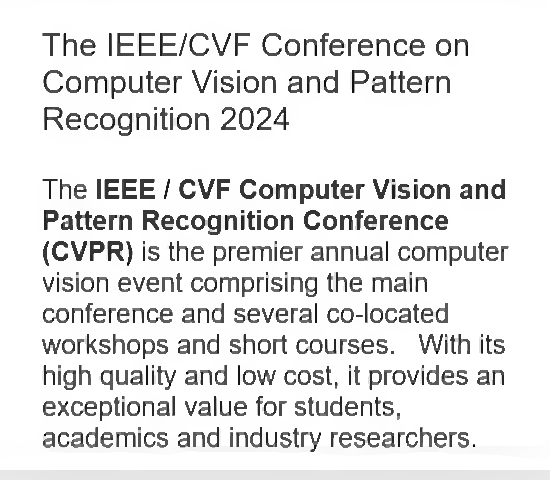 The IEEE/CVF Conference on
Computer Vision and Pattern
Recognition 2024
The IEEE / CVF Computer Vision and
Pattern Recognition Conference
(CVPR) is the premier annual computer
vision event comprising the main
conference and several co-located
workshops and short courses.   With its
high quality and low cost, it provides an
exceptional value for students,
academics and industry researchers.